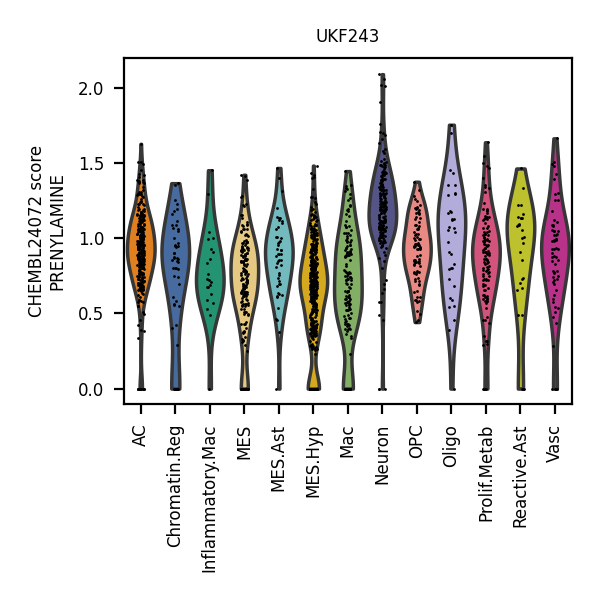 UKF243
CHEMBL24072 score
PRENYLAMINE
2.0
1.5
1.0
0.5
0.0
AC
Chromatin.Reg
Inflammatory.Mac
MES
MES.Ast
MES.Hyp
Mac
Neuron
OPC
Oligo
Prolif.Metab
Reactive.Ast
Vasc